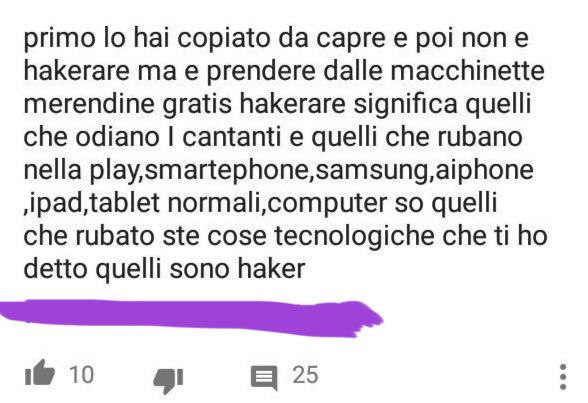 primo lo hai copiato da capre e poi non e
hakerare ma e prendere dalle macchinette
merendine gratis hakerare significa quelli
che odiano I cantanti e quelli che rubano
nella play,smartephone,samsung,aiphone
,ipad,tablet normali,computer so quelli
che rubato ste cose tecnologiche che ti ho
detto quelli sono haker
10 25